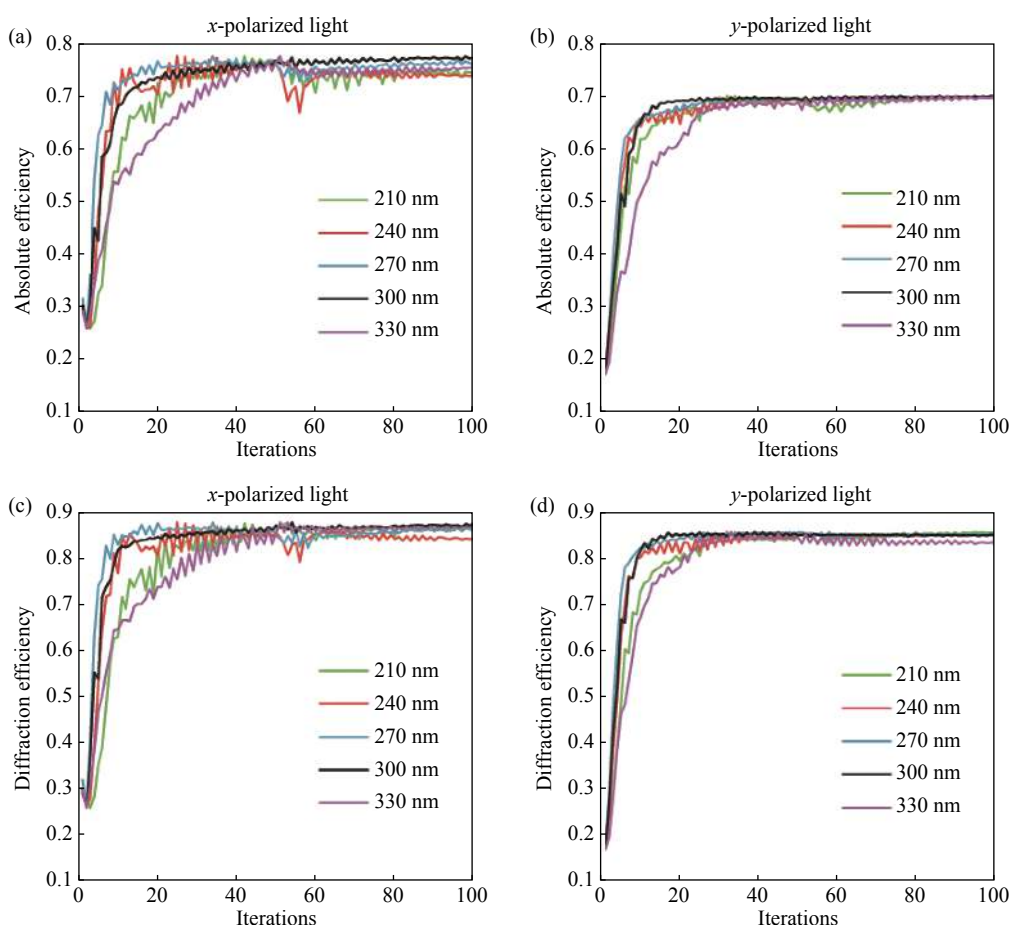 (a)
x-polarized light
0.8
0.7
0.6
0.5
0.4
0.3
0.2
0.1
Absolute efficiency
210 nm
240 nm
270 nm
300 nm
330 nm
0 20 40 60 80 100
Iterations
(b)
y-polarized light
0.8
0.7
0.6
0.5
0.4
0.3
0.2
0.1
Absolute efficiency
210 nm
240 nm
270 nm
300 nm
330 nm
0 20 40 60 80 100
Iterations
(c)
x-polarized light
0.9
0.8
0.7
0.6
0.5
0.4
0.3
0.2
0.1
Diffraction efficiency
210 nm
240 nm
270 nm
300 nm
330 nm
0 20 40 60 80 100
Iterations
(d)
y-polarized light
0.9
0.8
0.7
0.6
0.5
0.4
0.3
0.2
0.1
Diffraction efficiency
210 nm
240 nm
270 nm
300 nm
330 nm
0 20 40 60 80 100
Iterations